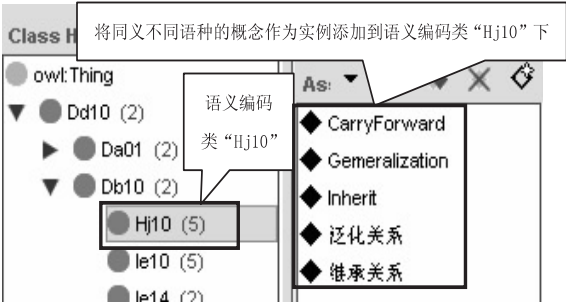 将同义不同语种的概念作为实例添加到语义编码类“Hj10”下
Class H
owl:Thing
Dd10 (2)
Da01 (2)
Db10 (2)
Hj10 (5)
Ie10 (5)
Ie14 (2)
语义编码
类“Hj10”
As:
CarryForward
Gemeralization
Inherit
泛化关系
继承关系